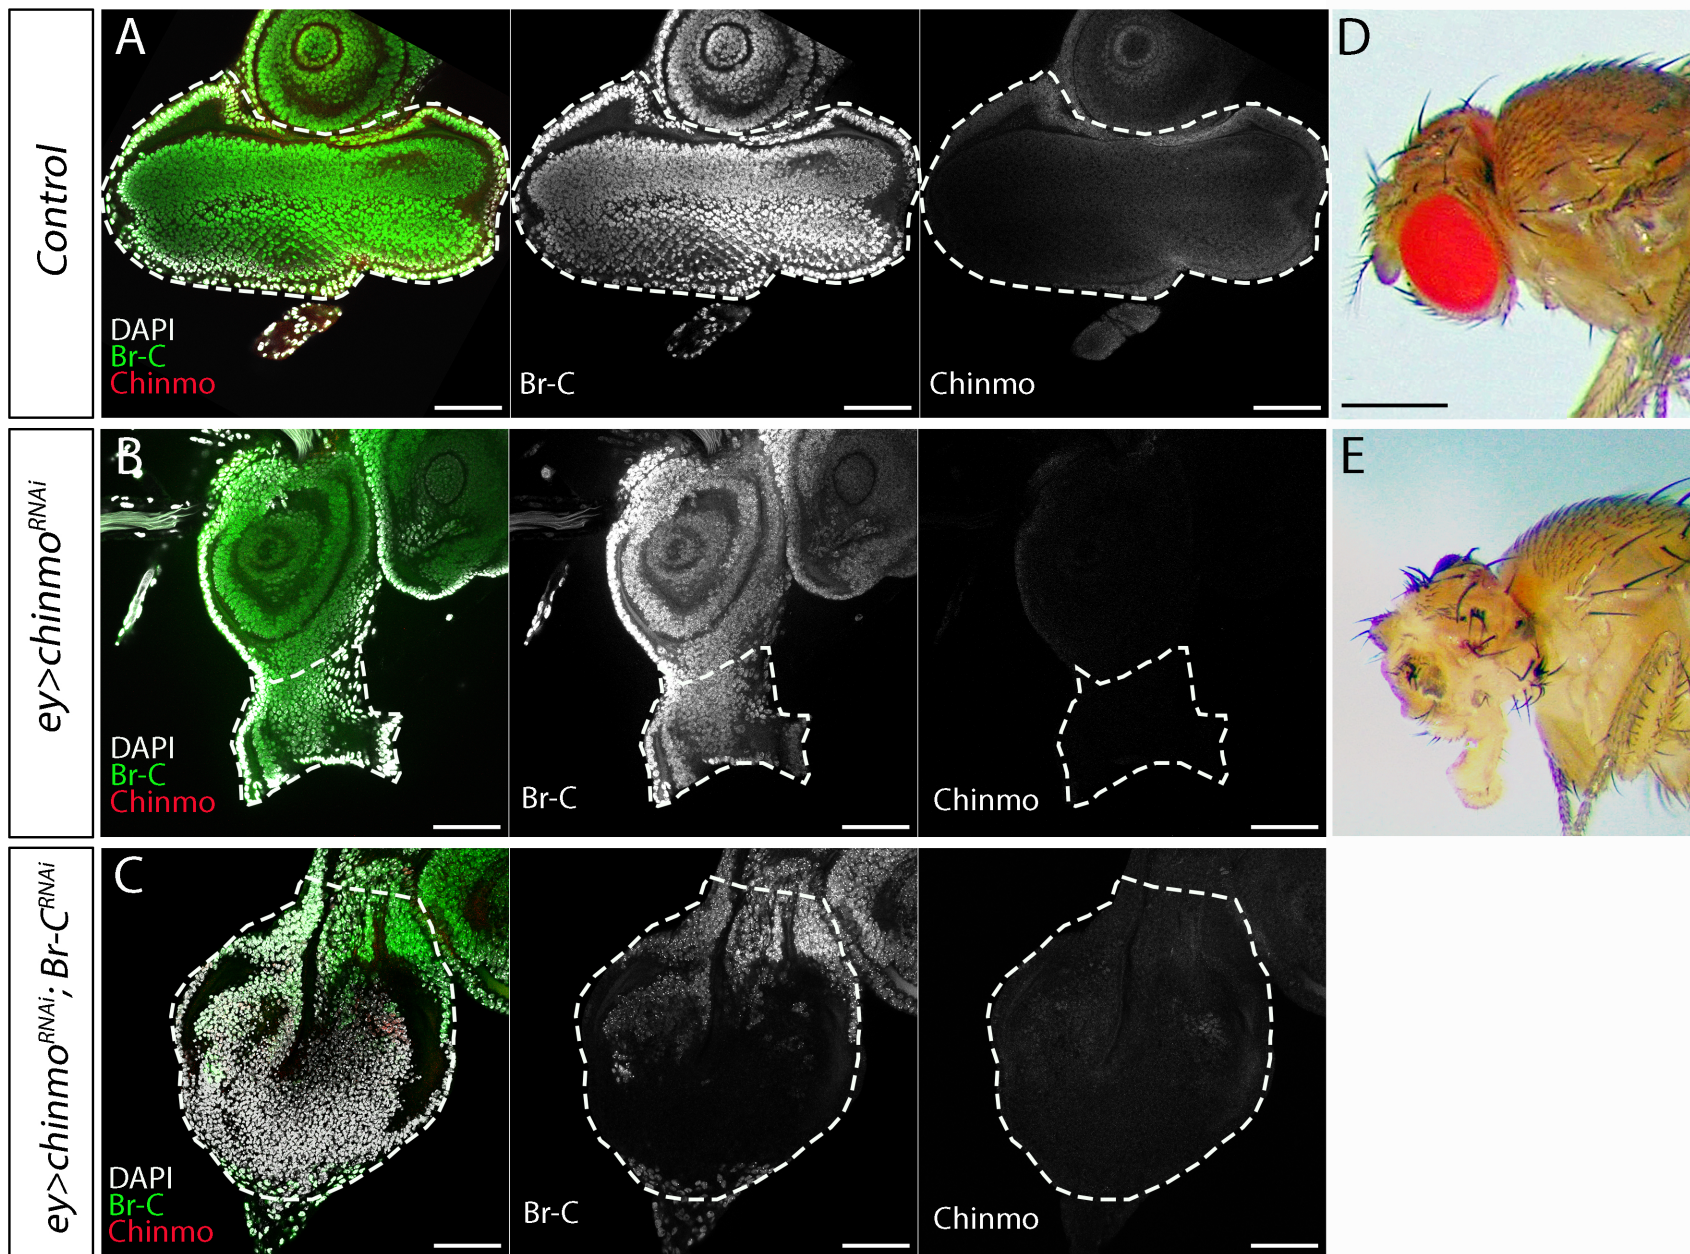 Control
A
DAPI
Br-C
Chinmo
Br-C
Chinmo
D
ey>chinmoRNAi
B
DAPI
Br-C
Chinmo
Br-C
Chinmo
E
ey>chinmoRNAi; Br-CRNAi
C
DAPI
Br-C
Chinmo
Br-C
Chinmo